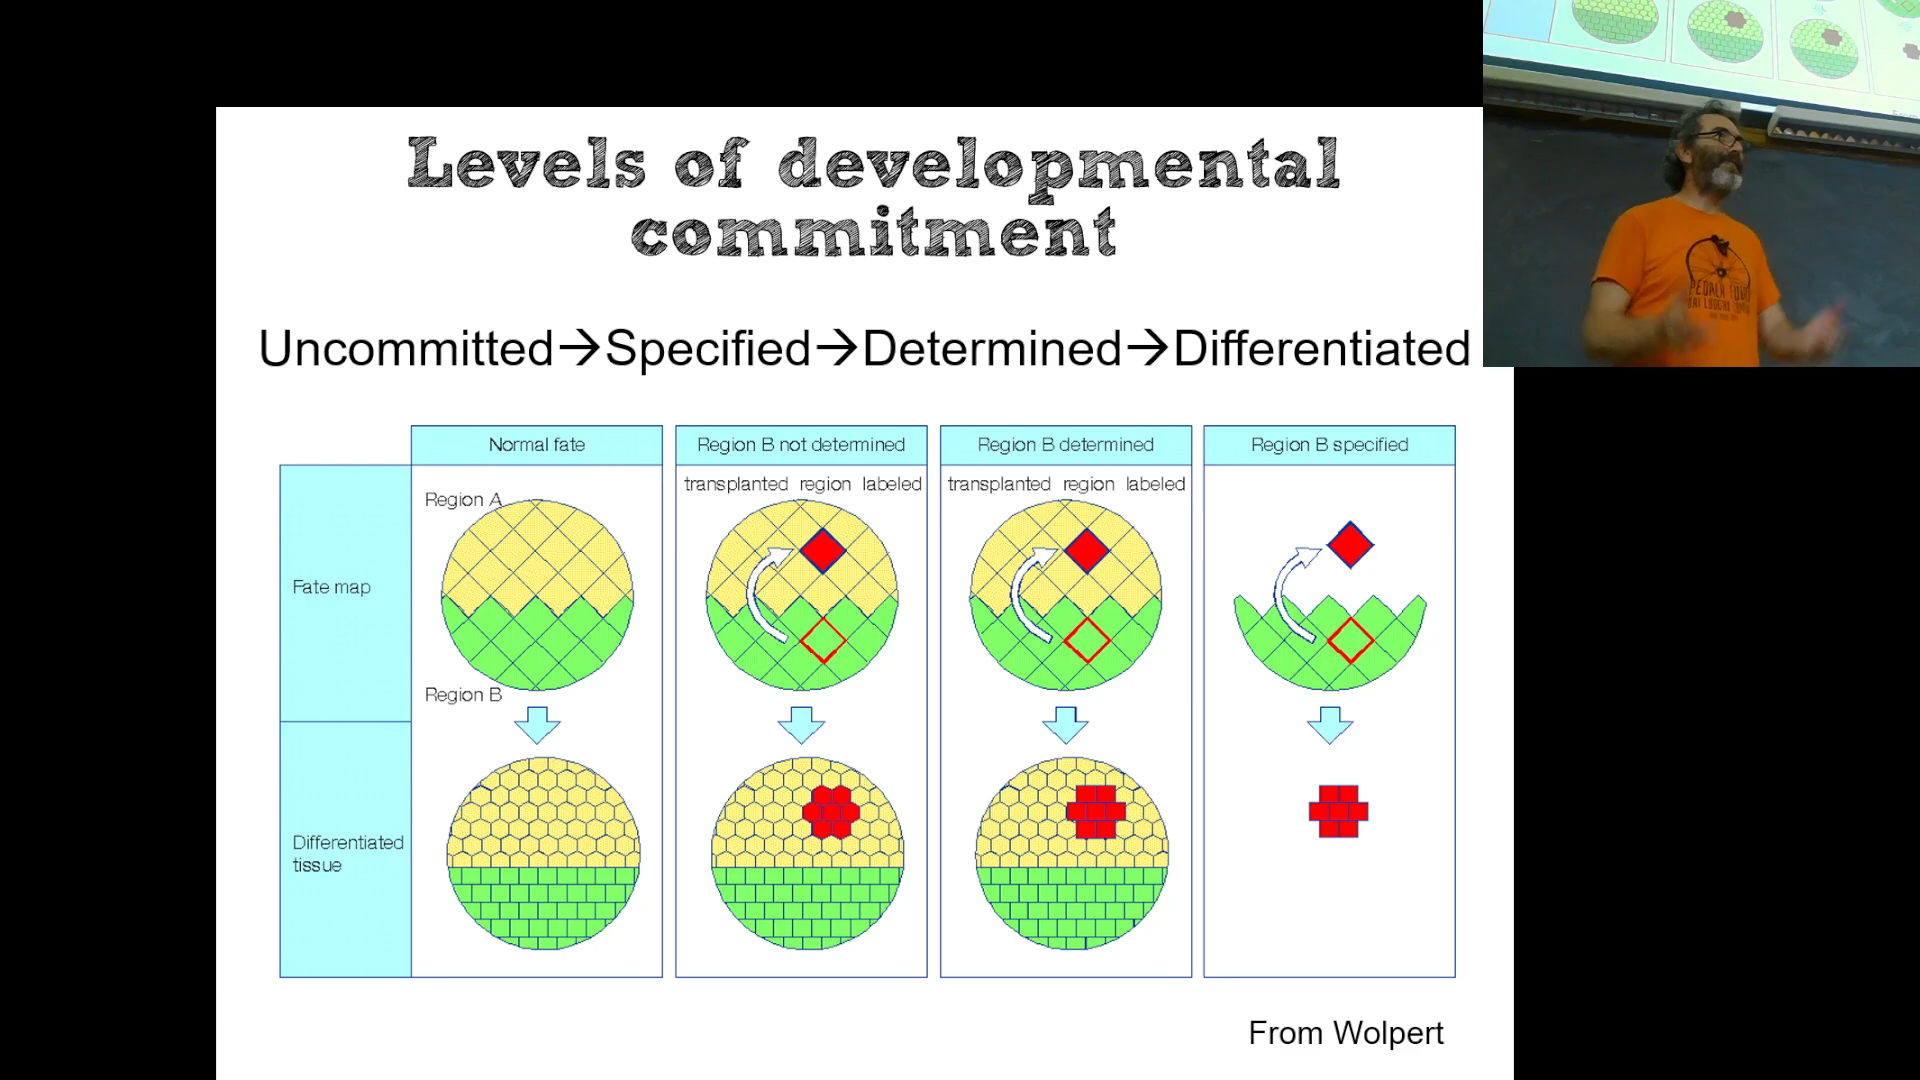 Levels of developmental
commitment
Uncommitted→Specified→Determined→Differentiated
Normal fate
Region B not determined
Region B determined
Region B specified
Fate map
Region A
Region B
transplanted region labeled
transplanted region labeled
Differentiated
tissue
From Wolpert